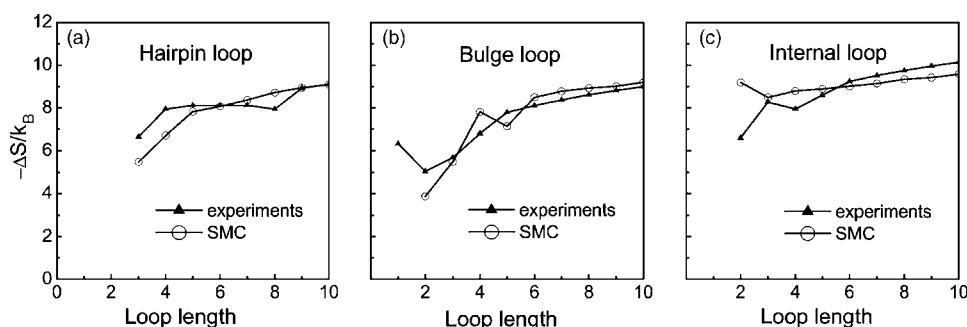 (a) Hairpin loop
(b) Bulge loop
(c) Internal loop
−ΔS/k_B
12
10
8
6
4
2
0
experiments
SMC
experiments
SMC
experiments
SMC
0 2 4 6 8 10
2 4 6 8 10
2 4 6 8 10
Loop length
Loop length
Loop length